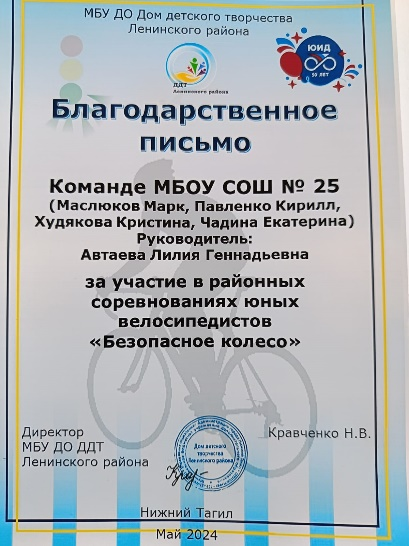 МБУ ДО Дом детского творчества
Ленинского района
ЮИД
50 ЛЕТ
ДДТ
Ленинского района
Благодарственное
письмо
Команде МБОУ СОШ № 25
(Маслюков Марк, Павленко Кирилл,
Худякова Кристина, Чадина Екатерина)
Руководитель:
Автаева Лилия Геннадьевна
за участие в районных
соревнованиях юных
велосипедистов
«Безопасное колесо»
Директор
МБУ ДО ДДТ
Ленинского района
Кравченко Н.В.
Дом детского
творчества
Ленинского района
Нижний Тагил
Май 2024